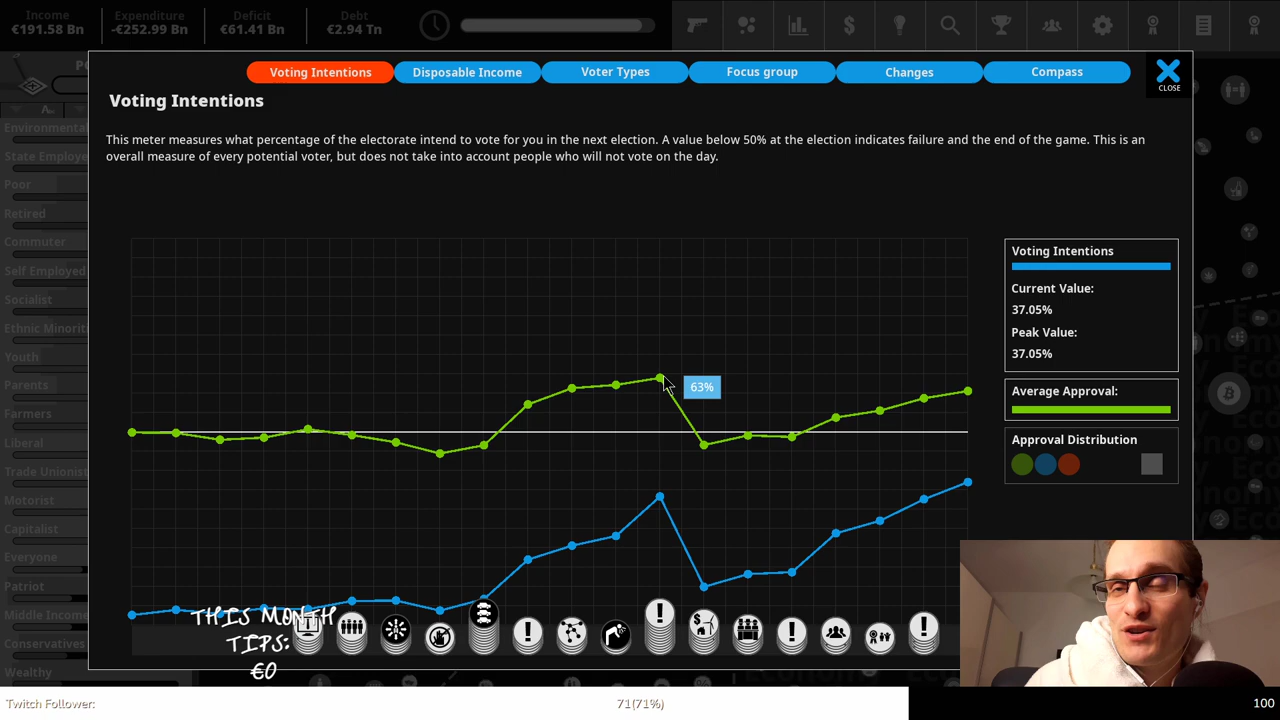 Income
€191.58 Bn
Expenditure
-€252.99 Bn
Deficit
€61.41 Bn
Debt
€2.94 Tn
Voting Intentions
Disposable Income
Voter Types
Focus group
Changes
Compass
CLOSE
Voting Intentions
This meter measures what percentage of the electorate intend to vote for you in the next election. A value below 50% at the election indicates failure and the end of the game. This is an
overall measure of every potential voter, but does not take into account people who will not vote on the day.
Environmental
State Employe
Poor
Retired
Commuter
Self Employed
Socialist
Ethnic Minorit
Youth
Parents
Farmers
Liberal
Trade Unionist
Motorist
Capitalist
Everyone
Patriot
Middle Income
Conservatives
Wealthy
63%
Voting Intentions
Current Value:
37.05%
Peak Value:
37.05%
Average Approval:
Approval Distribution
THIS MONTH
TIPS:
€0
Twitch Follower:
71(71%)
100